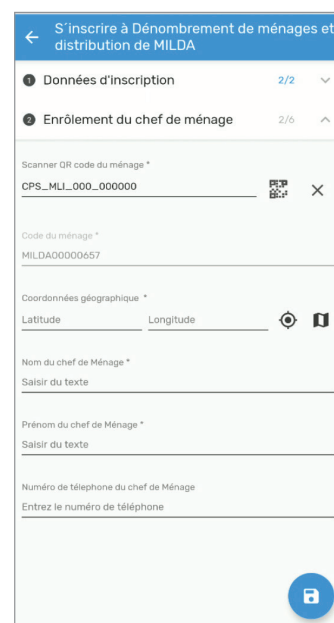 S´inscrire à Dénombrement de ménages et
distribution de MILDA
1 Données d'inscription 2/2
2 Enrôlement du chef de ménage 2/6
Scanner QR code du ménage *
CPS_MLI_000_000000
Code du ménage *
MILDA00000657
Coordonnées géographique *
Latitude Longitude
Nom du chef de Ménage *
Saisir du texte
Prénom du chef de Ménage *
Saisir du texte
Numéro de télephone du chef de Ménage
Entrez le numéro de téléphone